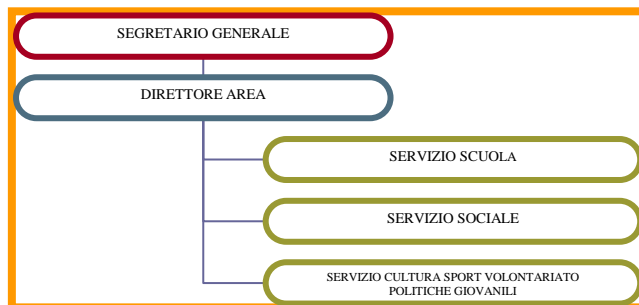 SEGRETARIO GENERALE
DIRETTORE AREA
SERVIZIO SCUOLA
SERVIZIO SOCIALE
SERVIZIO CULTURA SPORT VOLONTARIATO
POLITICHE GIOVANILI